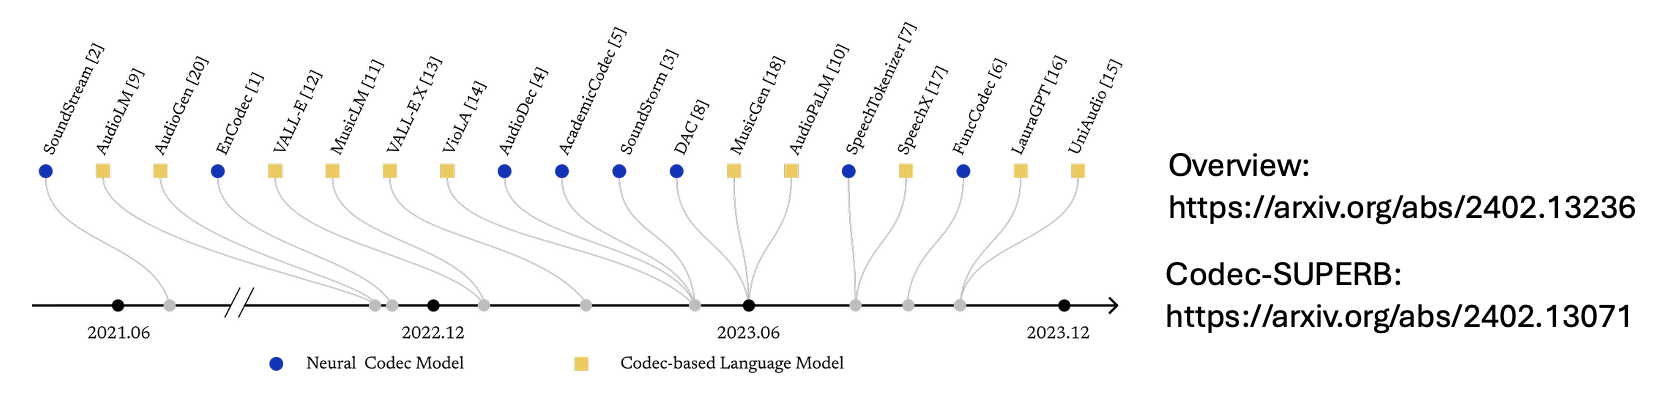 SoundStream [2]
AudioLM [9]
AudioGen [20]
EnCodec [1]
VALL-E [12]
MusicLM [11]
VALL-E X [13]
VioLA [14]
AudioDec [4]
AcademicCodec [5]
SoundStorm [3]
DAC [8]
MusicGen [18]
AudioPaLM [10]
SpeechTokenizer [7]
SpeechX [17]
FuncCodec [6]
LauraGPT [16]
UniAudio [15]
2021.06
2022.12
2023.06
2023.12
Neural Codec Model
Codec-based Language Model
Overview:
https://arxiv.org/abs/2402.13236
Codec-SUPERB:
https://arxiv.org/abs/2402.13071